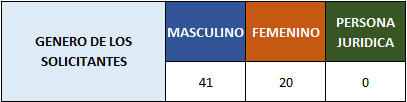 GENERO DE LOS
SOLICITANTES
MASCULINO
FEMENINO
PERSONA
JURIDICA
41
20
0